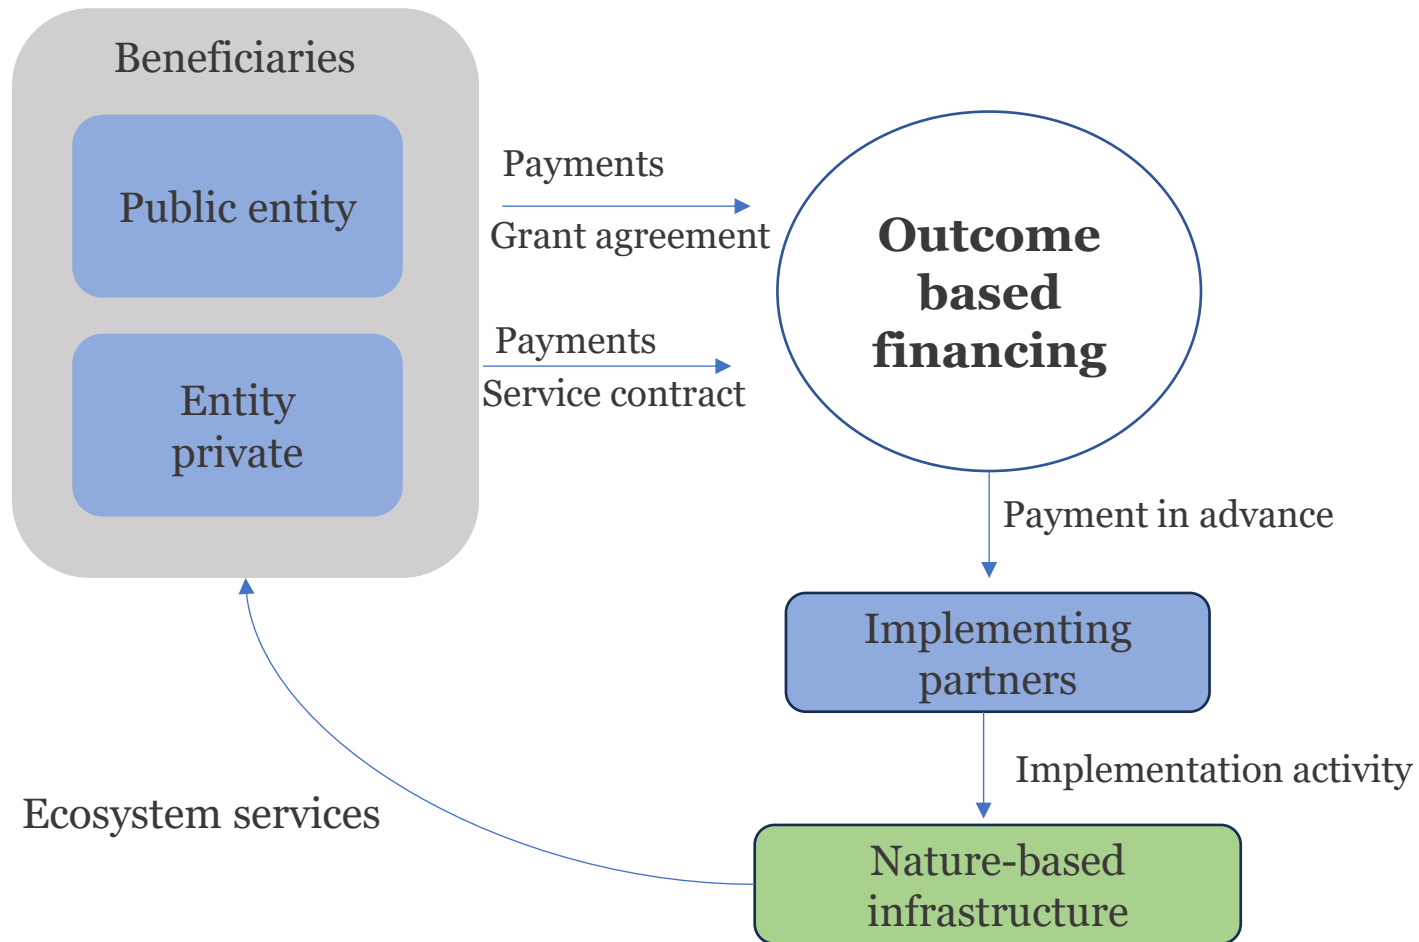 Beneficiaries
Public entity
Entity
private
Payments
Grant agreement
Payments
Service contract
Outcome
based
financing
Payment in advance
Implementing
partners
Implementation activity
Nature-based
infrastructure
Ecosystem services